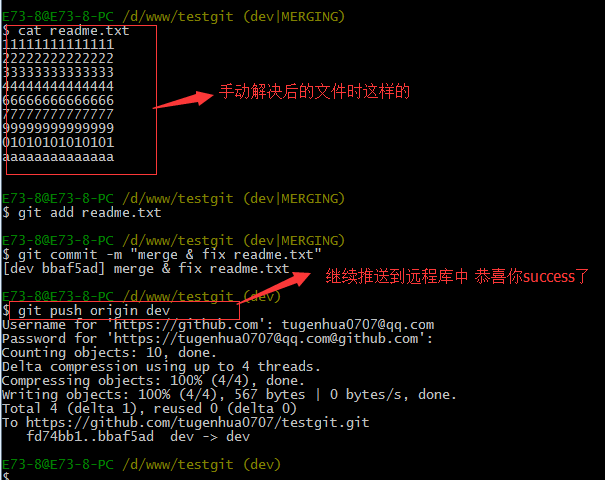 E73-8@E73-8-PC /d/www/testgit (dev|MERGING)
$ cat readme.txt
11111111111111
22222222222222
33333333333333
44444444444444
66666666666666
77777777777777
99999999999999
01010101010101
aaaaaaaaaaaaaa
手动解决后的文件时这样的
E73-8@E73-8-PC /d/www/testgit (dev|MERGING)
$ git add readme.txt
E73-8@E73-8-PC /d/www/testgit (dev|MERGING)
$ git commit -m "merge & fix readme.txt"
[dev bbaf5ad] merge & fix readme.txt
继续推送到远程库中 恭喜你success了
E73-8@E73-8-PC /d/www/testgit (dev)
$ git push origin dev
Username for 'https://github.com': tugenhua0707@qq.com
Password for 'https://tugenhua0707@qq.com@github.com':
Counting objects: 10, done.
Delta compression using up to 4 threads.
Compressing objects: 100% (4/4), done.
Writing objects: 100% (4/4), 567 bytes | 0 bytes/s, done.
Total 4 (delta 1), reused 0 (delta 0)
To https://github.com/tugenhua0707/testgit.git
fd74bb1..bbaf5ad dev -> dev
E73-8@E73-8-PC /d/www/testgit (dev)
$